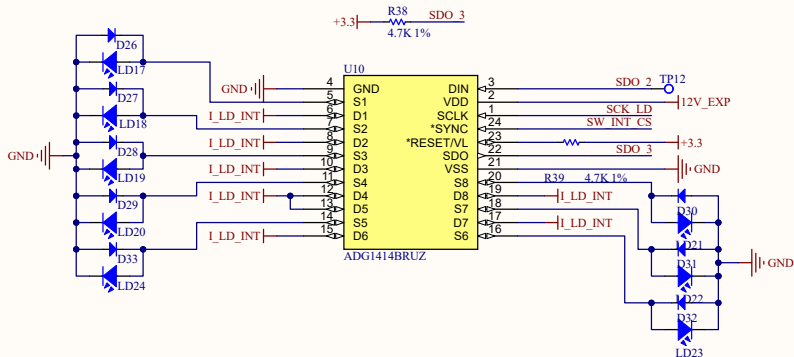 R38
+3.3
SDO_3
4.7K 1%
D26
LD17
D27
LD18
D28
LD19
D29
LD20
D33
LD24
GND
U10
GND
I_LD_INT
I_LD_INT
I_LD_INT
I_LD_INT
I_LD_INT
4 GND
5 S1
6 D1
7 S2
8 D2
9 S3
10 D3
11 S4
12 D4
13 D5
14 S5
15 D6
DIN 3
VDD 2
SCLK 1
*SYNC 24
*RESET/VL 23
SDO 22
VSS 21
S8 20
D8 19
S7 18
D7 17
S6 16
ADG1414BRUZ
SDO_2
TP12
12V_EXP
SCK_LD
SW_INT_CS
+3.3
SDO_3
GND
R39 4.7K 1%
I_LD_INT
I_LD_INT
D30
LD21
D31
LD22
D32
LD23
GND